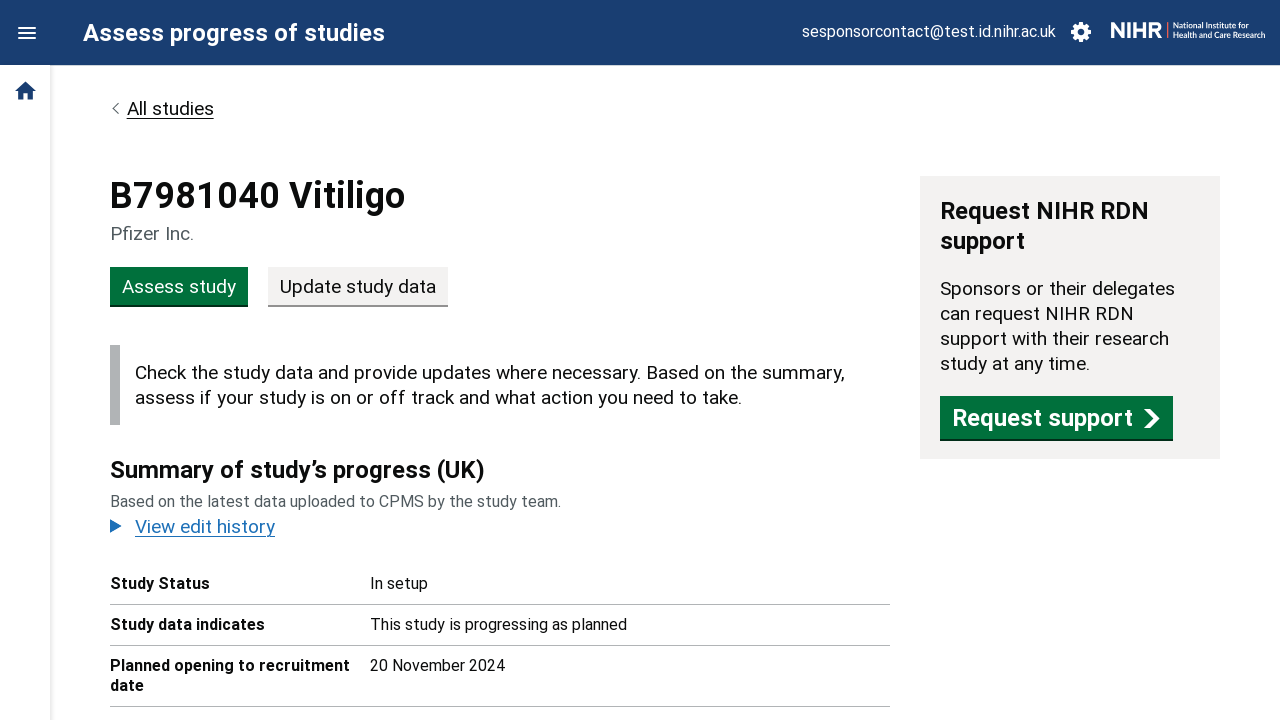 Assess progress of studies
sesponsorcontact@test.id.nihr.ac.uk
NIHR | National Institute for
Health and Care Research
All studies
B7981040 Vitiligo
Pfizer Inc.
Assess study
Update study data
Check the study data and provide updates where necessary. Based on the summary,
assess if your study is on or off track and what action you need to take.
Summary of study’s progress (UK)
Based on the latest data uploaded to CPMS by the study team.
View edit history
Study Status In setup
Study data indicates This study is progressing as planned
Planned opening to recruitment 20 November 2024
date
Request NIHR RDN
support
Sponsors or their delegates
can request NIHR RDN
support with their research
study at any time.
Request support